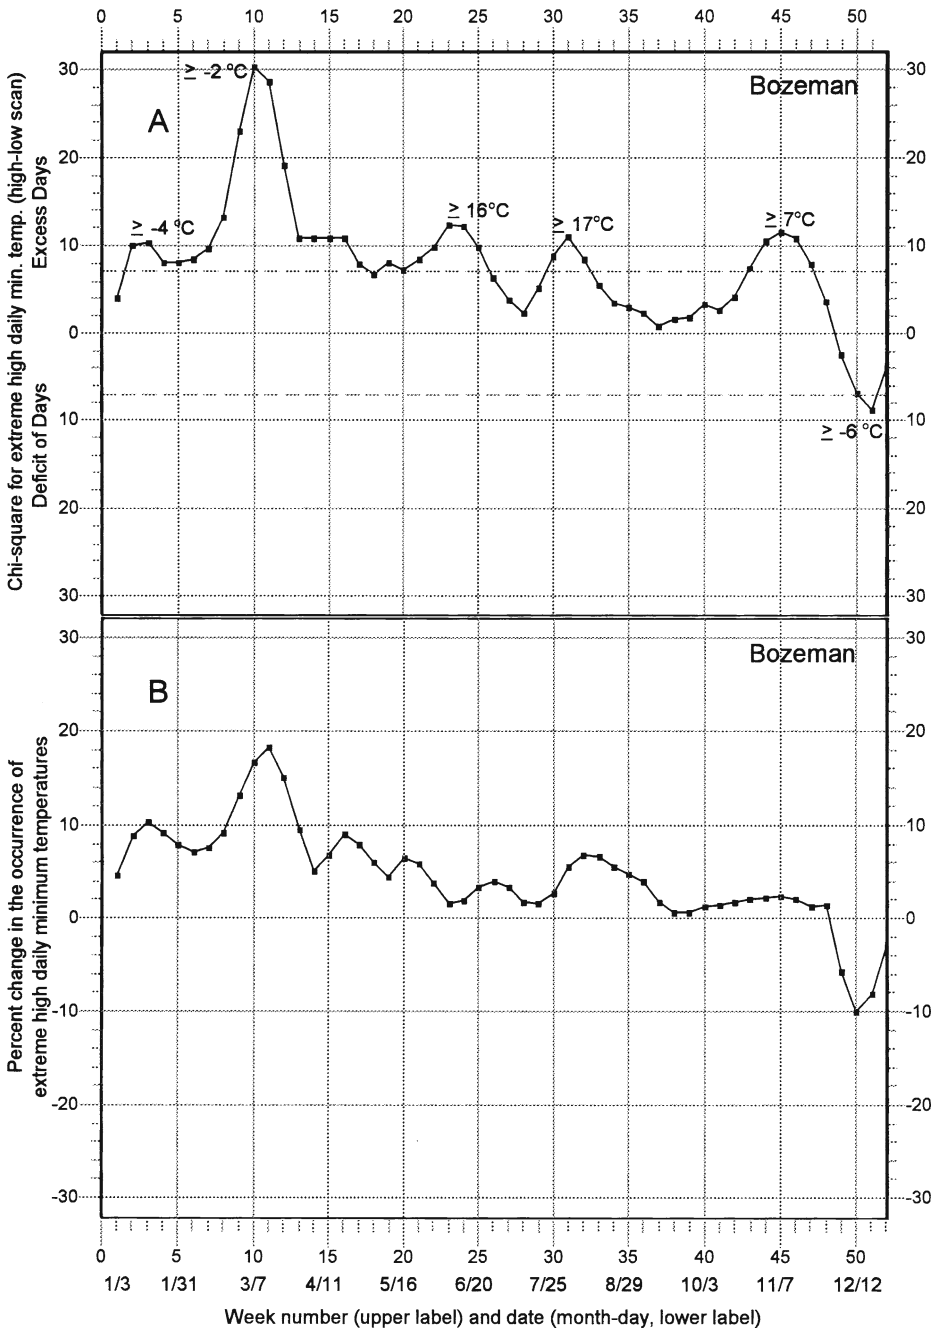 0 5 10 15 20 25 30 35 40 45 50
Chi-square for extreme high daily min. temp. (high-low scan)
Excess Days
Deficit of Days
30 30
≥ -2 °C
Bozeman
A
20 20
≥ -4 °C
≥ 16°C
≥ 17°C
≥ 7°C
10 10
0 0
10 10
≥ -6 °C
20 20
30 30
Percent change in the occurrence of
extreme high daily minimum temperatures
30 30
Bozeman
B
20 20
10 10
0 0
-10 -10
-20 -20
-30 -30
0 5 10 15 20 25 30 35 40 45 50
1/3 1/31 3/7 4/11 5/16 6/20 7/25 8/29 10/3 11/7 12/12
Week number (upper label) and date (month-day, lower label)